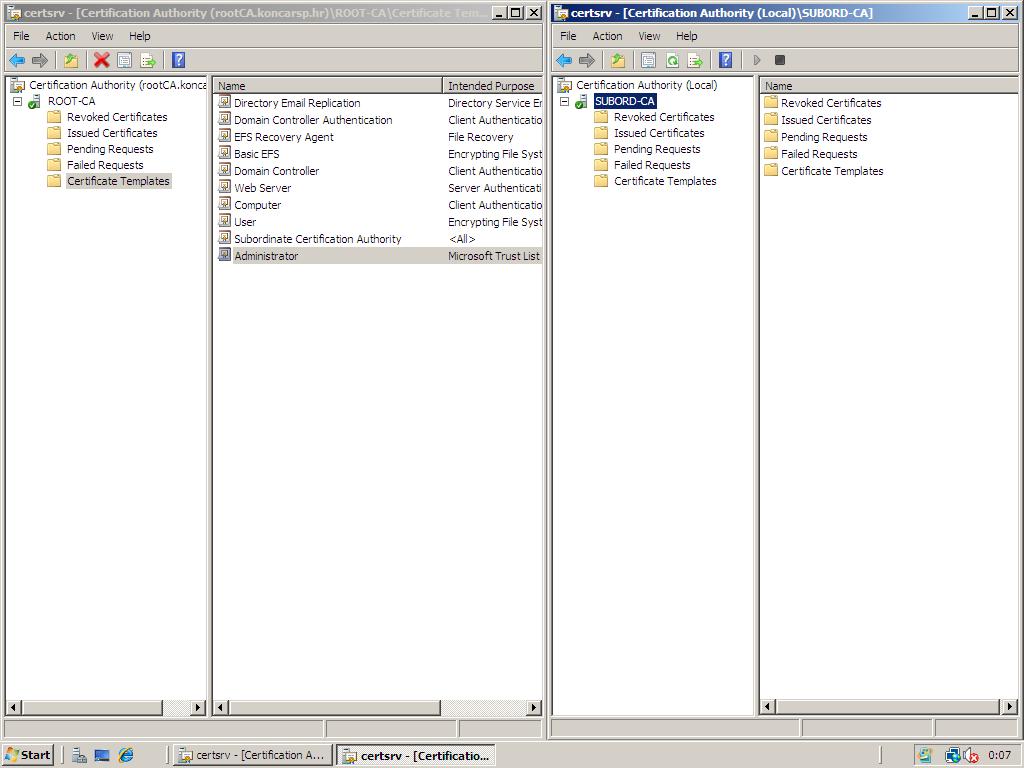 certsrv - [Certification Authority (rootCA.koncarsp.hr)\ROOT-CA\Certificate Tem...
File Action View Help
Certification Authority (rootCA.konca
ROOT-CA
Revoked Certificates
Issued Certificates
Pending Requests
Failed Requests
Certificate Templates
Name Intended Purpose
Directory Email Replication Directory Service Er
Domain Controller Authentication Client Authenticatio
EFS Recovery Agent File Recovery
Basic EFS Encrypting File Syst
Domain Controller Client Authenticatio
Web Server Server Authenticati
Computer Client Authenticatio
User Encrypting File Syst
Subordinate Certification Authority <All>
Administrator Microsoft Trust List
certsrv - [Certification Authority (Local)\SUBORD-CA]
File Action View Help
Certification Authority (Local)
SUBORD-CA
Revoked Certificates
Issued Certificates
Pending Requests
Failed Requests
Certificate Templates
Name
Revoked Certificates
Issued Certificates
Pending Requests
Failed Requests
Certificate Templates
Start
certsrv - [Certification A...
certsrv - [Certificatio...
0:07